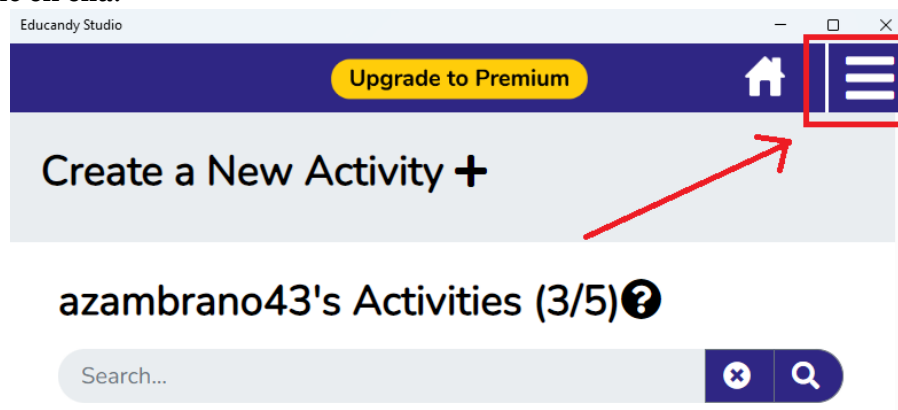 Educandy Studio
Upgrade to Premium
Create a New Activity +
azambrano43's Activities (3/5)?
Search...